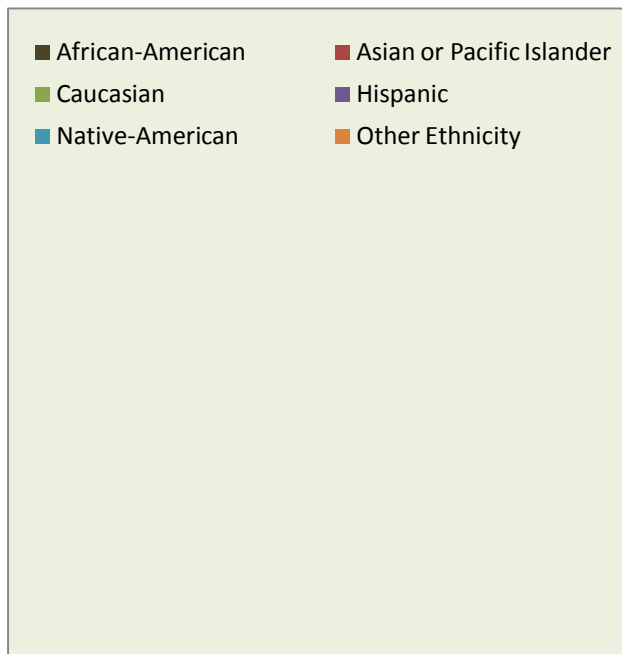 African-American Asian or Pacific Islander
Caucasian Hispanic
Native-American Other Ethnicity